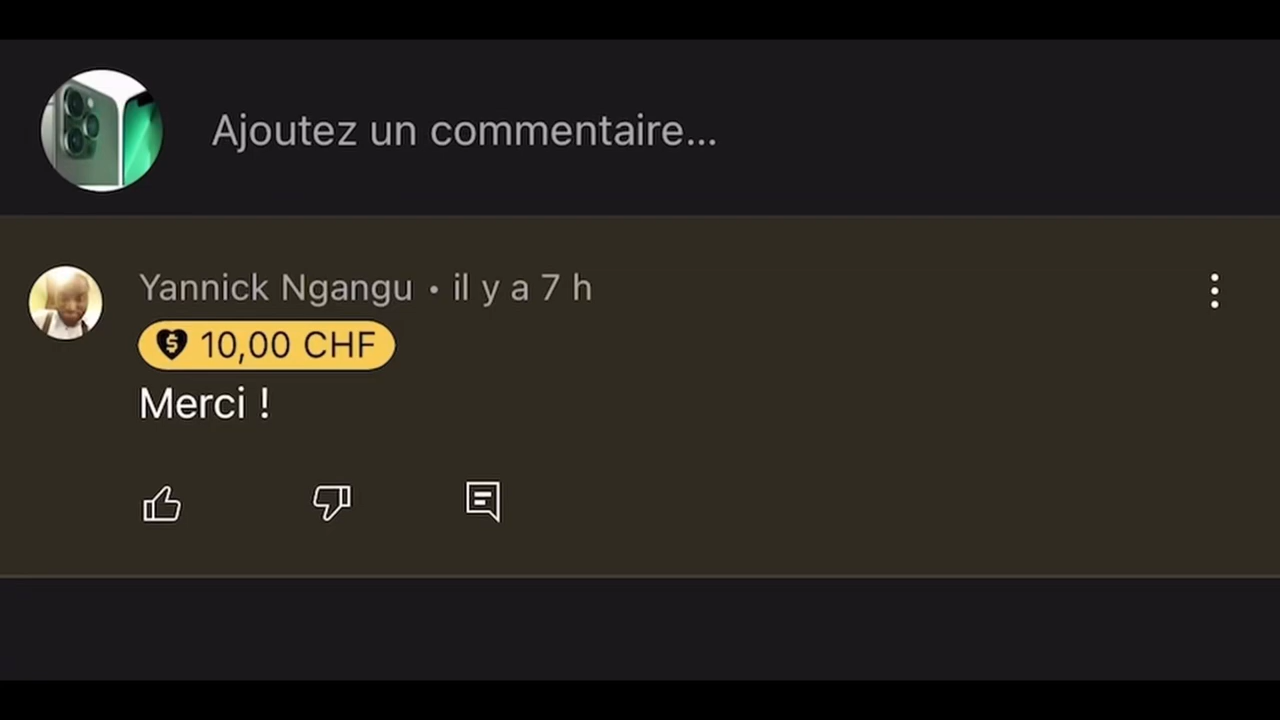 Ajoutez un commentaire...
Yannick Ngangu • il y a 7 h
10,00 CHF
Merci !